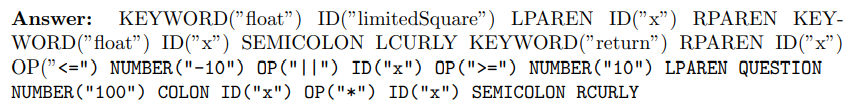 Answer: KEYWORD(”float”) ID(”limitedSquare”) LPAREN ID(”x”) RPAREN KEY-
WORD(”float”) ID(”x”) SEMICOLON LCURLY KEYWORD(”return”) RPAREN ID(”x”)
OP(”<=") NUMBER("-10") OP("||") ID("x") OP(">=") NUMBER("10") LPAREN QUESTION
NUMBER("100") COLON ID("x") OP("*") ID("x") SEMICOLON RCURLY